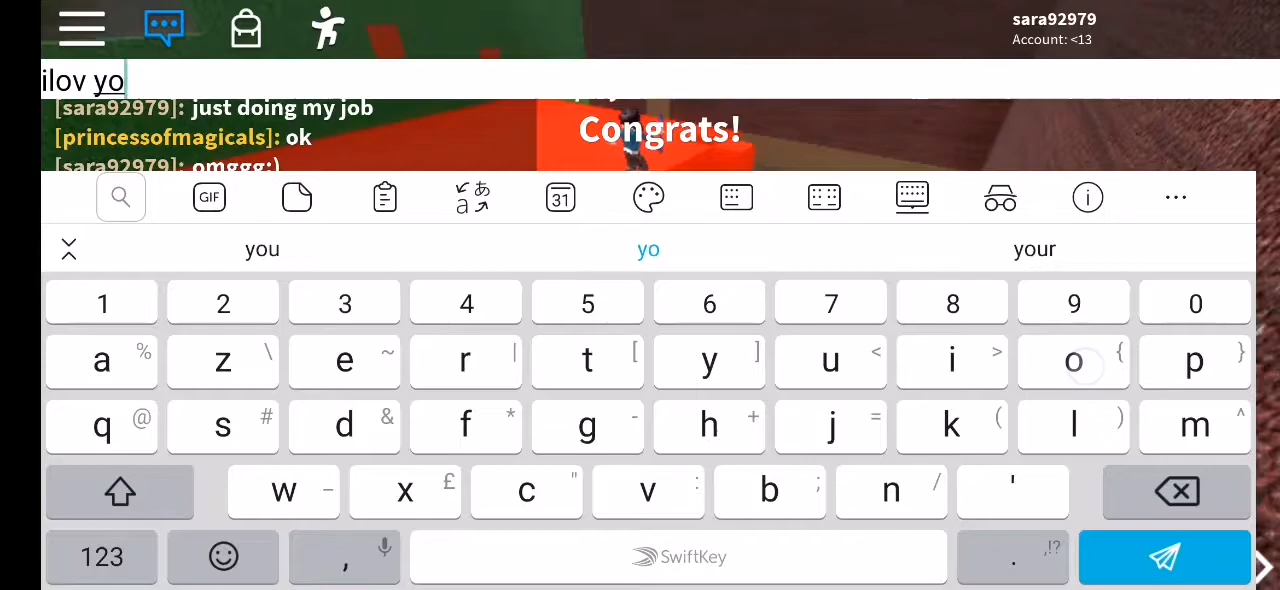 sara92979
Account: <13
ilov yo
[sara92979]: just doing my job
Congrats!
[princessofmagicals]: ok
[sara92979]: omggg:)
GIF
あ
a
31
you yo your
1 2 3 4 5 6 7 8 9 0
a % z \ e ~ r | t [ y ] u < i > o { p }
q @ s # d & f * g - h + j = k ( l ) m ^
w _ x £ c " v : b ; n / '
123 , SwiftKey . ,!?